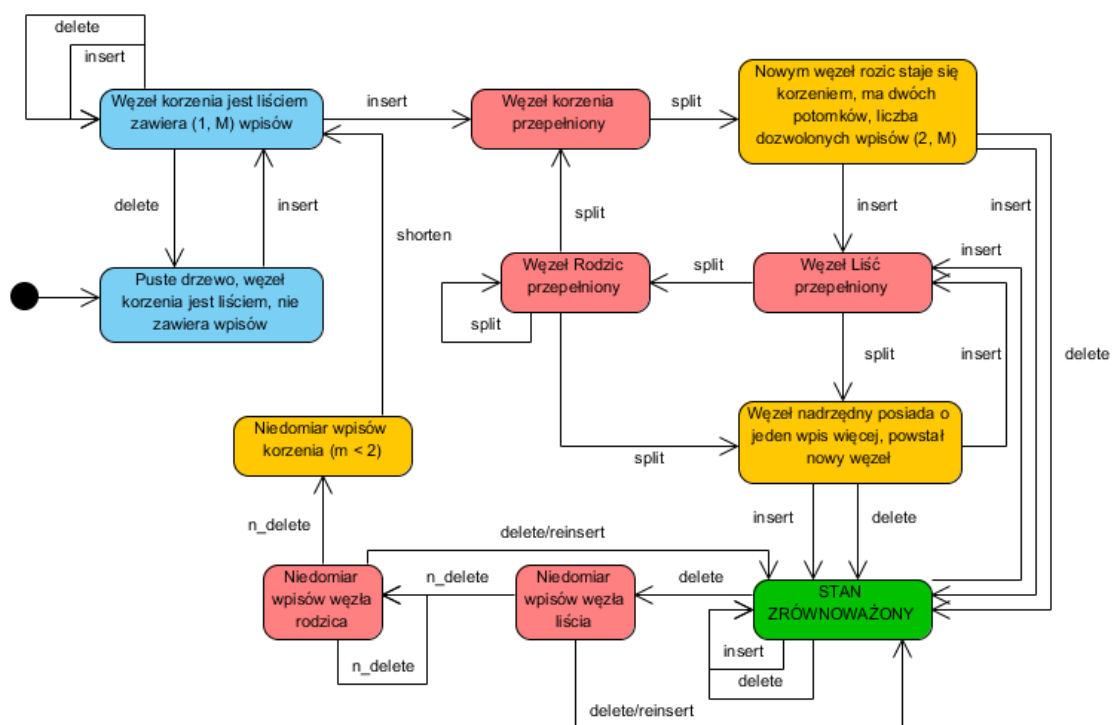 delete
insert
Węzeł korzenia jest liściem
zawiera (1, M) wpisów
insert
Węzeł korzenia
przepełniony
split
Nowym węzeł rozic staje się
korzeniem, ma dwóch
potomków, liczba
dozwolonych wpisów (2, M)
delete
insert
split
insert
insert
shorten
insert
Puste drzewo, węzeł
korzenia jest liściem, nie
zawiera wpisów
Węzeł Rodzic
przepełniony
split
Węzeł Liść
przepełniony
split
split
insert
delete
Niedomiar wpisów
korzenia (m < 2)
split
Węzeł nadrzędny posiada o
jeden wpis więcej, powstał
nowy węzeł
n_delete
insert
delete
delete/reinsert
Niedomiar
wpisów węzła
rodzica
n_delete
Niedomiar
wpisów węzła
liścia
delete
STAN
ZRÓWNOWAŻONY
n_delete
insert
delete
delete/reinsert